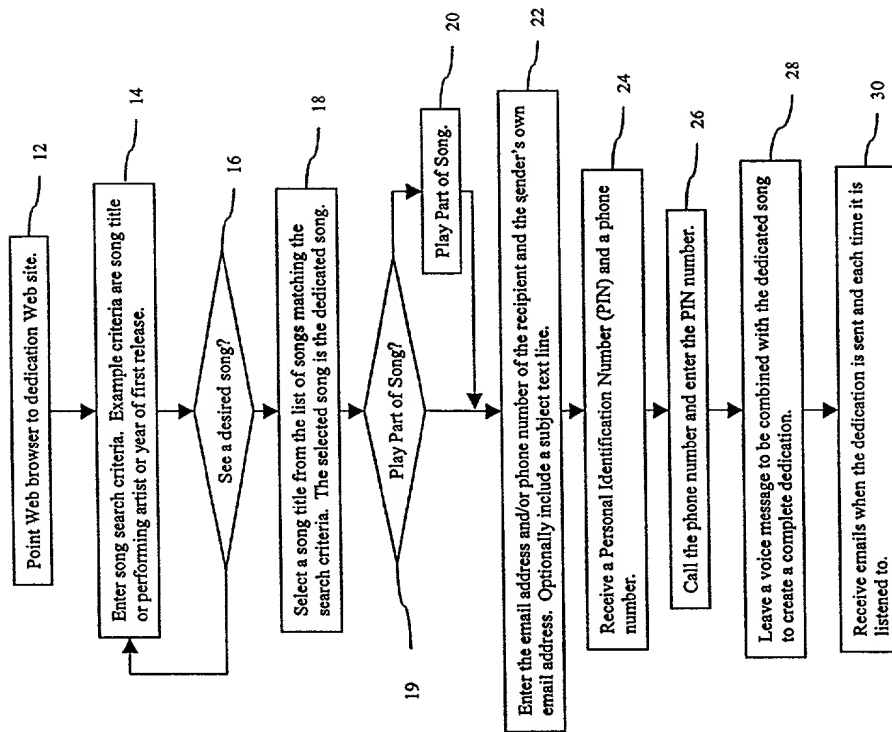 Point Web browser to dedication Web site.
12
Enter song search criteria. Example criteria are song title
or performing artist or year of first release.
14
See a desired song?
16
Select a song title from the list of songs matching the
search criteria. The selected song is the dedicated song.
18
Play Part of Song?
19
Play Part of Song.
20
Enter the email address and/or phone number of the recipient and the sender's own
email address. Optionally include a subject text line.
22
Receive a Personal Identification Number (PIN) and a phone
number.
24
Call the phone number and enter the PIN number.
26
Leave a voice message to be combined with the dedicated song
to create a complete dedication.
28
Receive emails when the dedication is sent and each time it is
listened to.
30